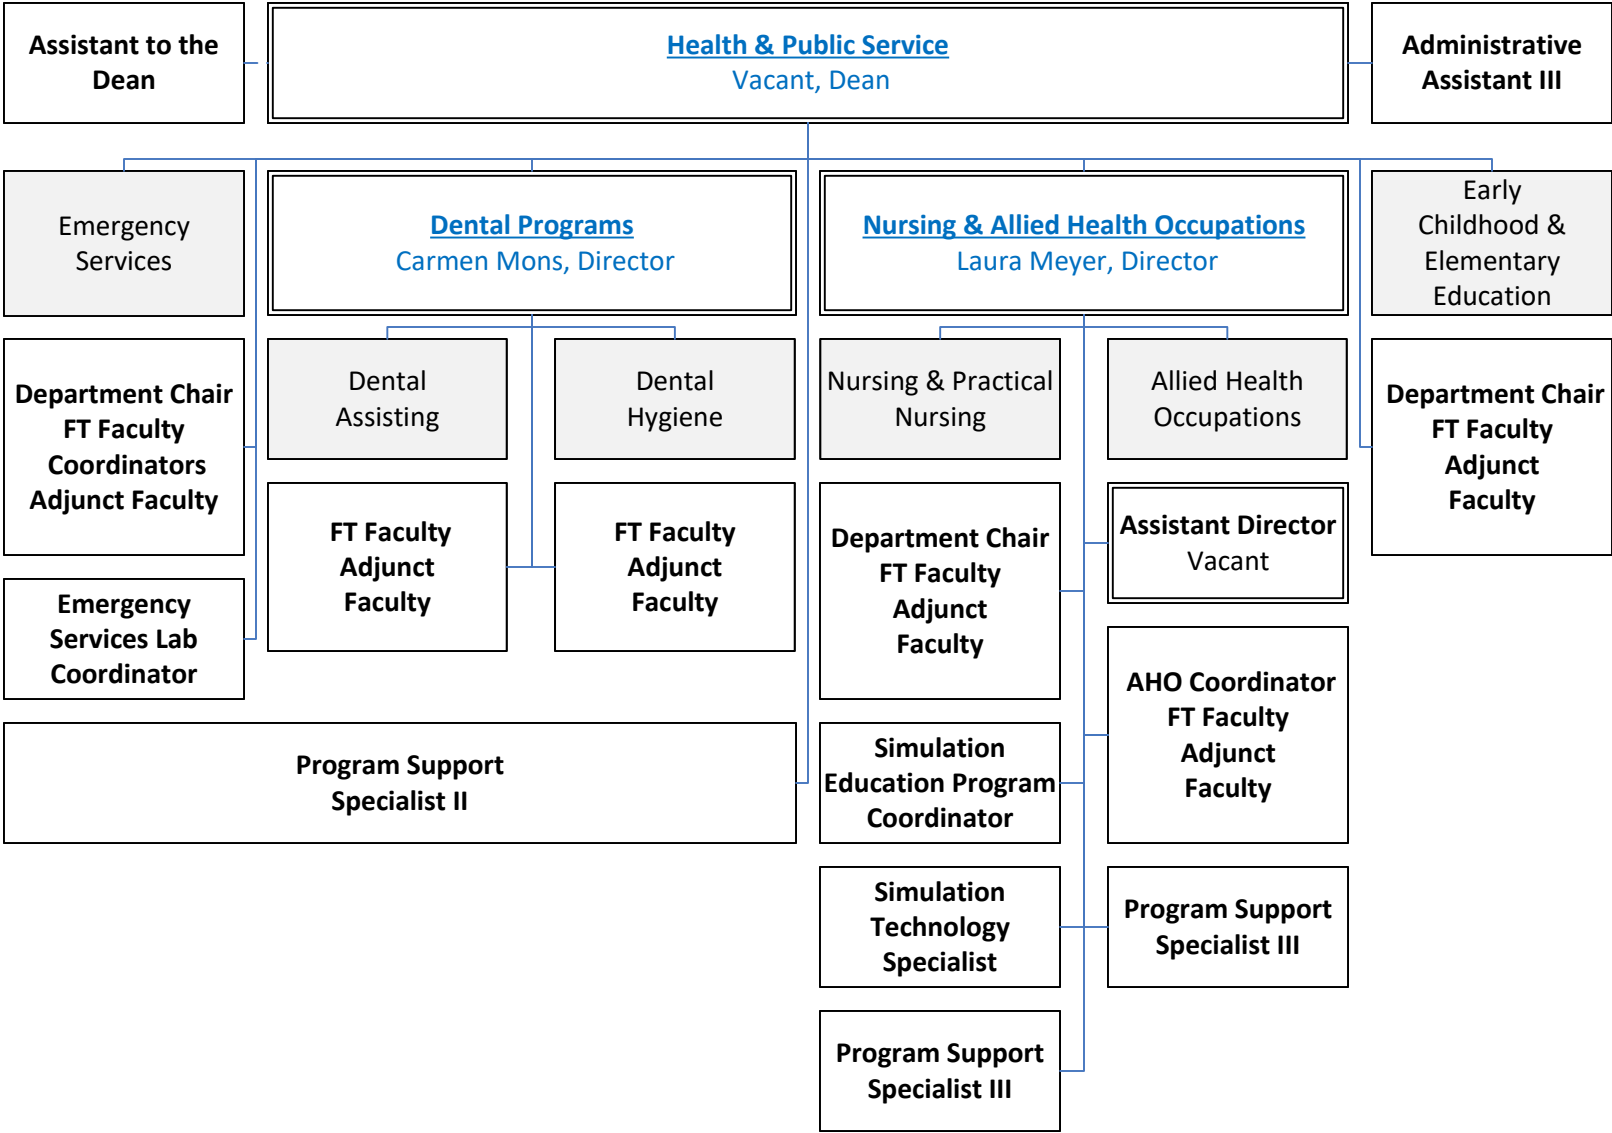 Assistant to the
Dean
Health & Public Service
Vacant, Dean
Administrative
Assistant III
Emergency
Services
Dental Programs
Carmen Mons, Director
Nursing & Allied Health Occupations
Laura Meyer, Director
Early
Childhood &
Elementary
Education
Department Chair
FT Faculty
Coordinators
Adjunct Faculty
Dental
Assisting
Dental
Hygiene
Nursing & Practical
Nursing
Allied Health
Occupations
Department Chair
FT Faculty
Adjunct
Faculty
FT Faculty
Adjunct
Faculty
FT Faculty
Adjunct
Faculty
Department Chair
FT Faculty
Adjunct
Faculty
Assistant Director
Vacant
Emergency
Services Lab
Coordinator
AHO Coordinator
FT Faculty
Adjunct
Faculty
Program Support
Specialist II
Simulation
Education Program
Coordinator
Simulation
Technology
Specialist
Program Support
Specialist III
Program Support
Specialist III